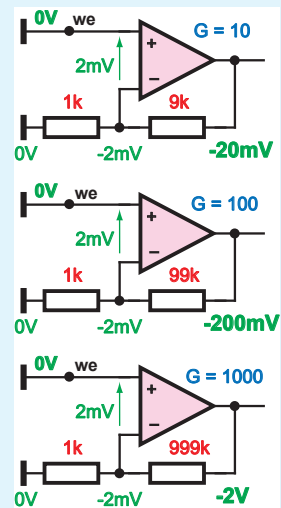 0V we G = 10
+
2mV
−
1k 9k
0V -2mV -20mV
0V we G = 100
+
2mV
−
1k 99k
0V -2mV -200mV
0V we G = 1000
+
2mV
−
1k 999k
0V -2mV -2V